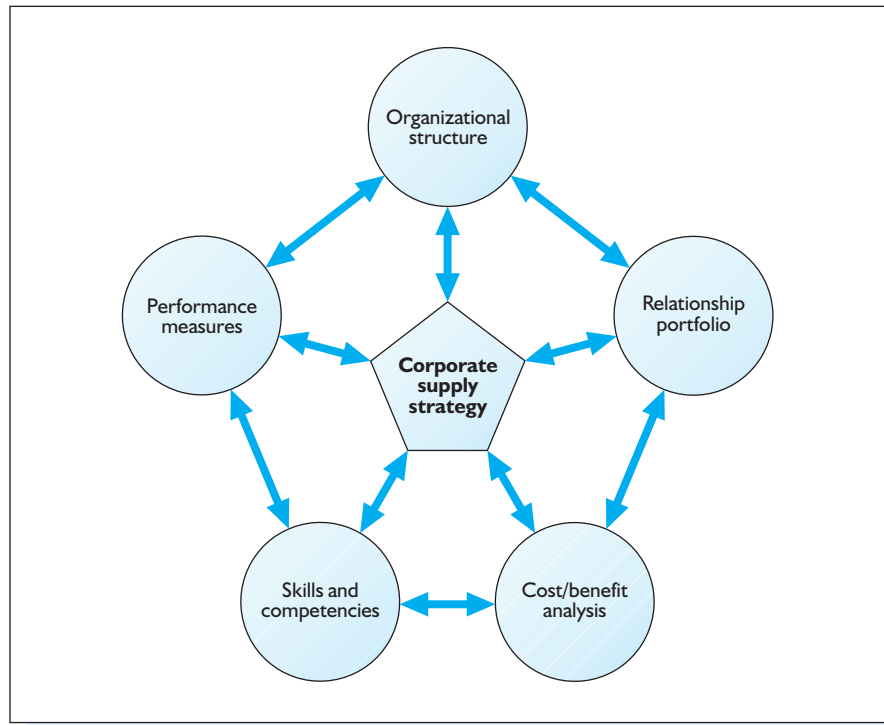 Organizational
structure
Performance
measures
Relationship
portfolio
Corporate
supply
strategy
Skills and
competencies
Cost/benefit
analysis